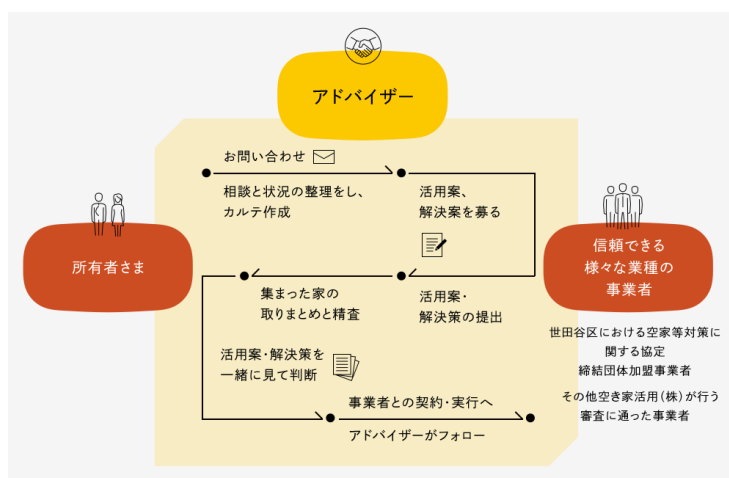 アドバイザー
お問い合わせ
相談と状況の整理をし、
カルテ作成
活用案、
解決案を募る
所有者さま
信頼できる
様々な業種の
事業者
集まった家の
取りまとめと精査
活用案・
解決策の提出
世田谷区における空家等対策に
関する協定
締結団体加盟事業者
その他空き家活用(株)が行う
審査に通った事業者
活用案・解決策を
一緒に見て判断
事業者との契約・実行へ
アドバイザーがフォロー